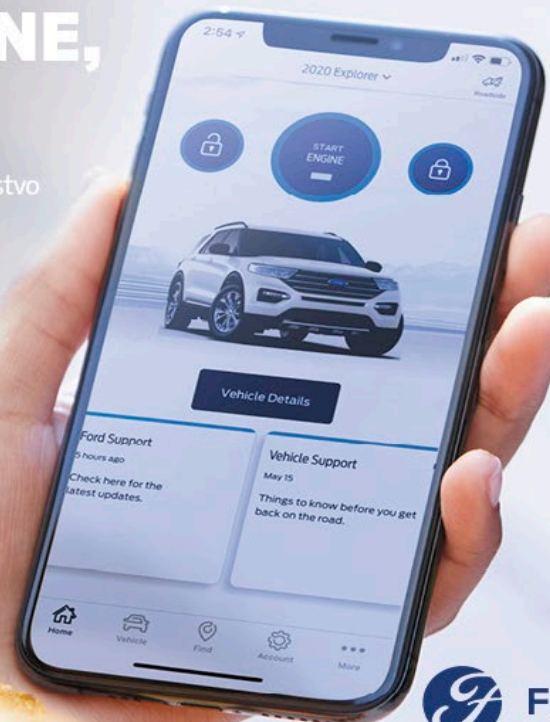 NE,
stvo
2:54
2020 Explorer
Roadside
START
ENGINE
Vehicle Details
Ford Support
5 hours ago
Check here for the
latest updates.
Vehicle Support
May 15
Things to know before you get
back on the road.
Home
Vehicle
Find
Account
More
F